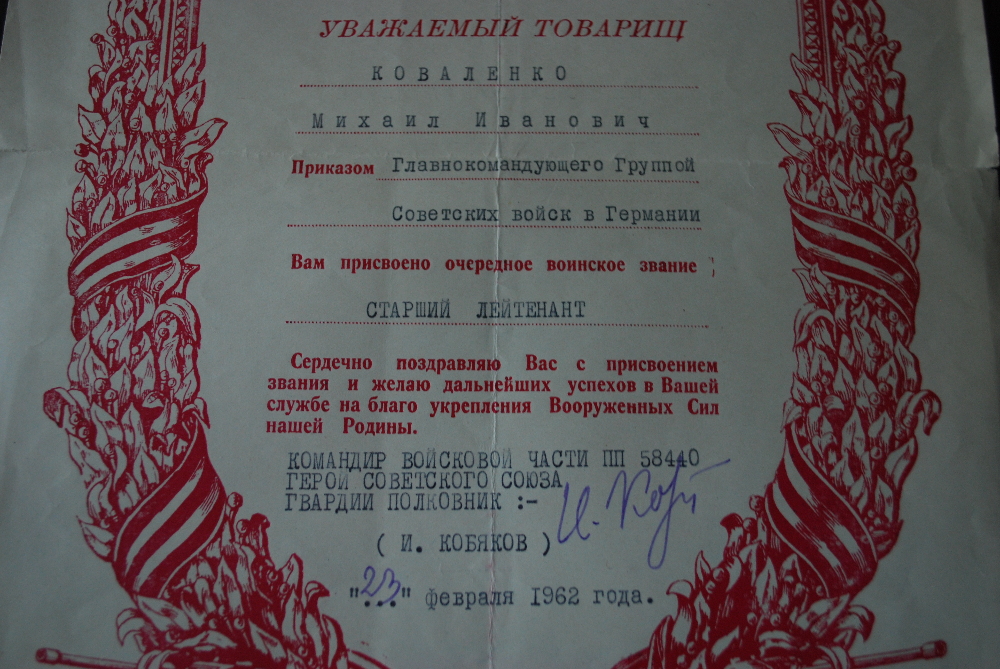 УВАЖАЕМЫЙ ТОВАРИЩ
КОВАЛЕНКО
Михаил Иванович
Приказом Главнокомандующего Группой
Советских войск в Германии
Вам присвоено очередное воинское звание
СТАРШИЙ ЛЕЙТЕНАНТ
Сердечно поздравляю Вас с присвоением
звания и желаю дальнейших успехов в Вашей
службе на благо укрепления Вооруженных Сил
нашей Родины.
КОМАНДИР ВОЙСКОВОЙ ЧАСТИ ПП 58440
ГЕРОЙ СОВЕТСКОГО СОЮЗА
ГВАРДИИ ПОЛКОВНИК :-
( И. КОБЯКОВ )
"23" февраля 1962 года.